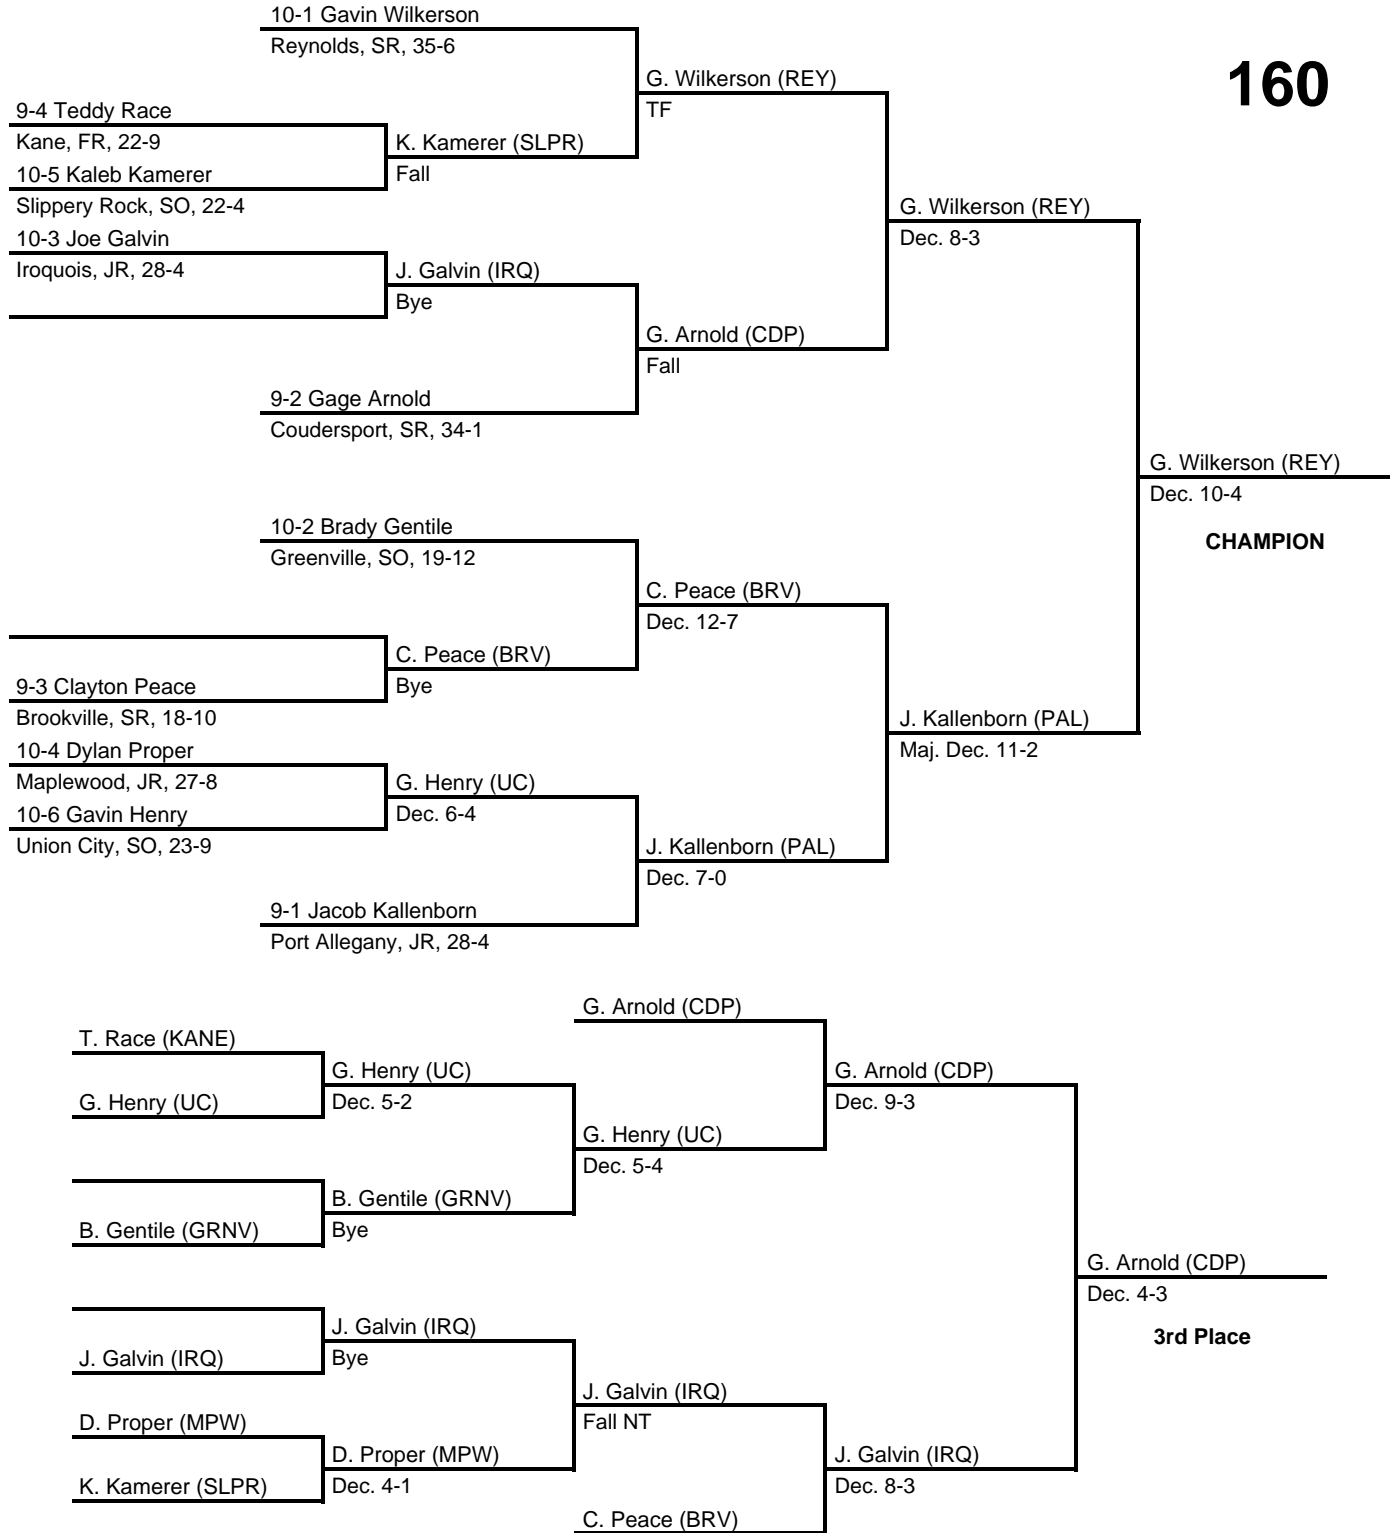 10-1 Gavin Wilkerson
Reynolds, SR, 35-6
160
G. Wilkerson (REY)
TF
9-4 Teddy Race
Kane, FR, 22-9
K. Kamerer (SLPR)
Fall
10-5 Kaleb Kamerer
Slippery Rock, SO, 22-4
G. Wilkerson (REY)
Dec. 8-3
10-3 Joe Galvin
Iroquois, JR, 28-4
J. Galvin (IRQ)
Bye
G. Arnold (CDP)
Fall
9-2 Gage Arnold
Coudersport, SR, 34-1
G. Wilkerson (REY)
Dec. 10-4
CHAMPION
10-2 Brady Gentile
Greenville, SO, 19-12
C. Peace (BRV)
Dec. 12-7
C. Peace (BRV)
Bye
9-3 Clayton Peace
Brookville, SR, 18-10
J. Kallenborn (PAL)
Maj. Dec. 11-2
10-4 Dylan Proper
Maplewood, JR, 27-8
G. Henry (UC)
Dec. 6-4
10-6 Gavin Henry
Union City, SO, 23-9
J. Kallenborn (PAL)
Dec. 7-0
9-1 Jacob Kallenborn
Port Allegany, JR, 28-4
G. Arnold (CDP)
T. Race (KANE)
G. Henry (UC)
Dec. 5-2
G. Arnold (CDP)
Dec. 9-3
G. Henry (UC)
G. Henry (UC)
Dec. 5-4
B. Gentile (GRNV)
Bye
B. Gentile (GRNV)
G. Arnold (CDP)
Dec. 4-3
3rd Place
J. Galvin (IRQ)
Bye
J. Galvin (IRQ)
J. Galvin (IRQ)
Fall NT
D. Proper (MPW)
D. Proper (MPW)
Dec. 4-1
J. Galvin (IRQ)
Dec. 8-3
K. Kamerer (SLPR)
C. Peace (BRV)